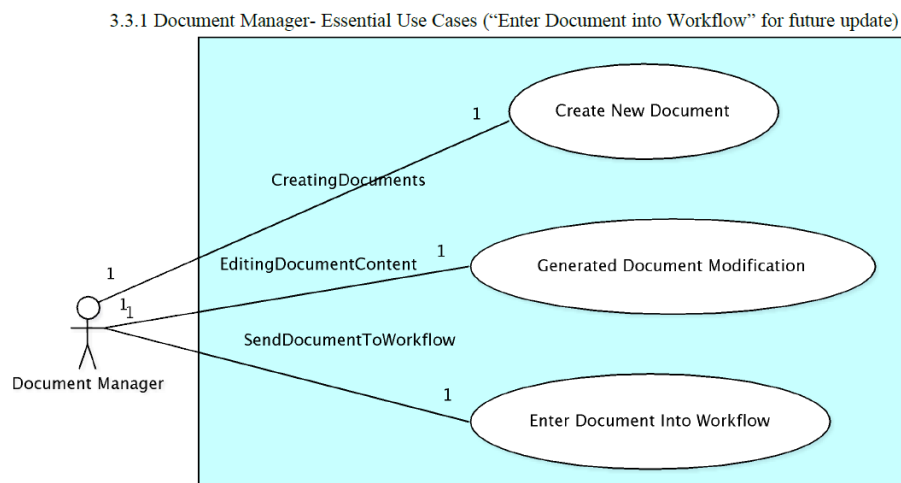 3.3.1 Document Manager- Essential Use Cases (“Enter Document into Workflow” for future update)
1
Create New Document
CreatingDocuments
1
EditingDocumentContent
1
Generated Document Modification
1
1
SendDocumentToWorkflow
Document Manager
1
Enter Document Into Workflow